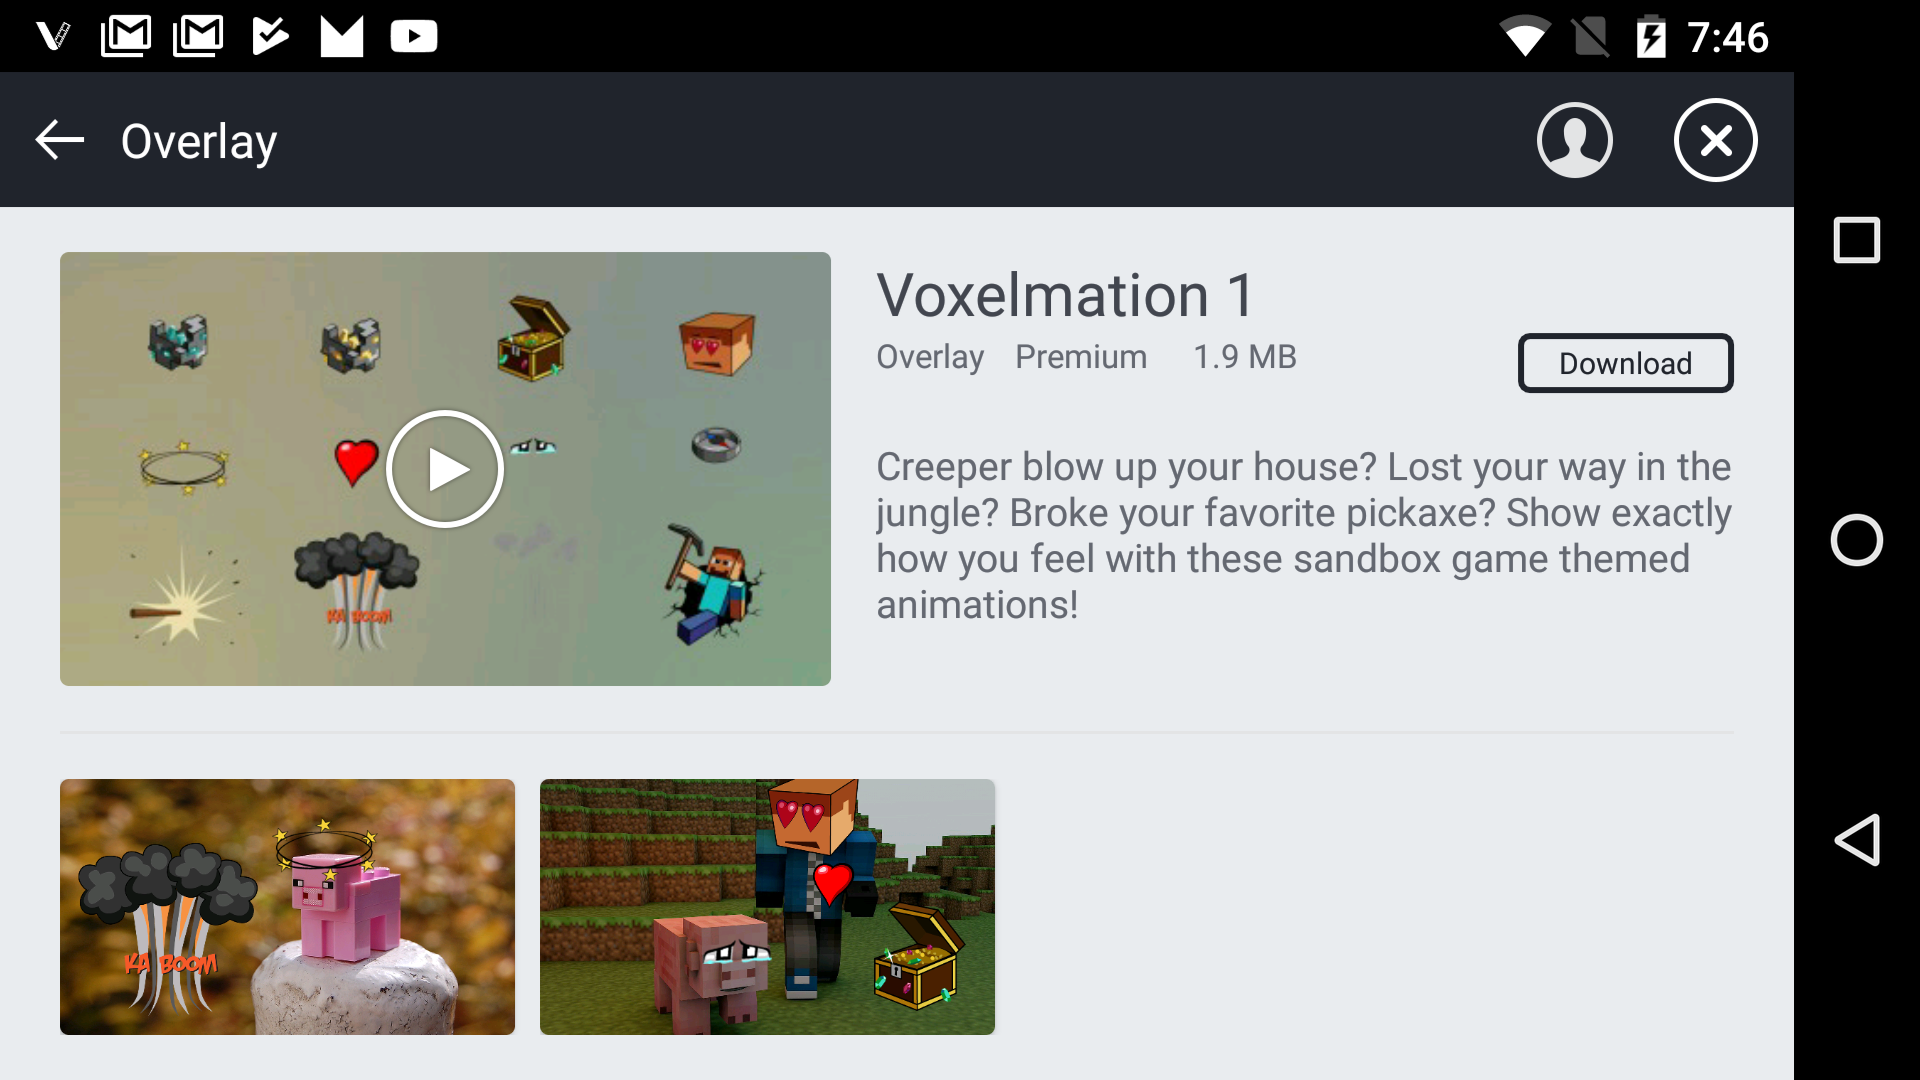 7:46
Overlay
Voxelmation 1
Overlay Premium 1.9 MB
Download
Creeper blow up your house? Lost your way in the
jungle? Broke your favorite pickaxe? Show exactly
how you feel with these sandbox game themed
animations!
KA BOOM
KA BOOM